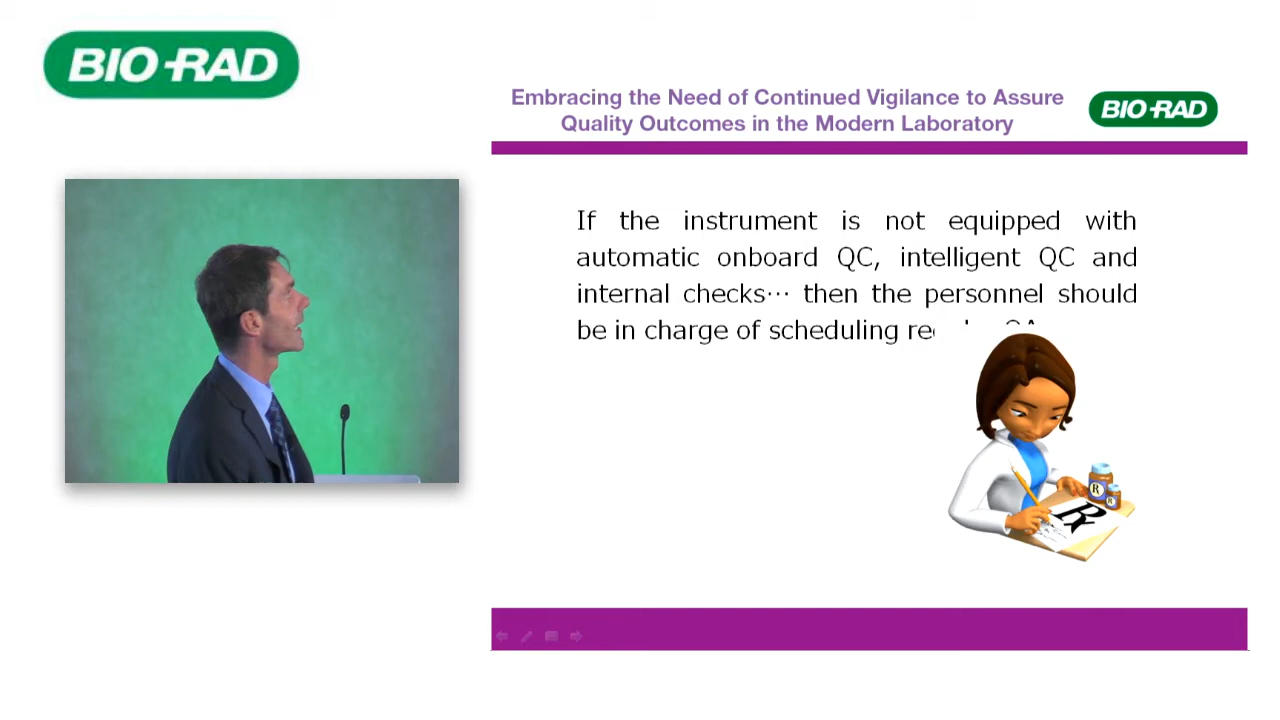 BIO-RAD
Embracing the Need of Continued Vigilance to Assure
Quality Outcomes in the Modern Laboratory
BIO-RAD
If the instrument is not equipped with
automatic onboard QC, intelligent QC and
internal checks… then the personnel should
be in charge of scheduling
R
R
R